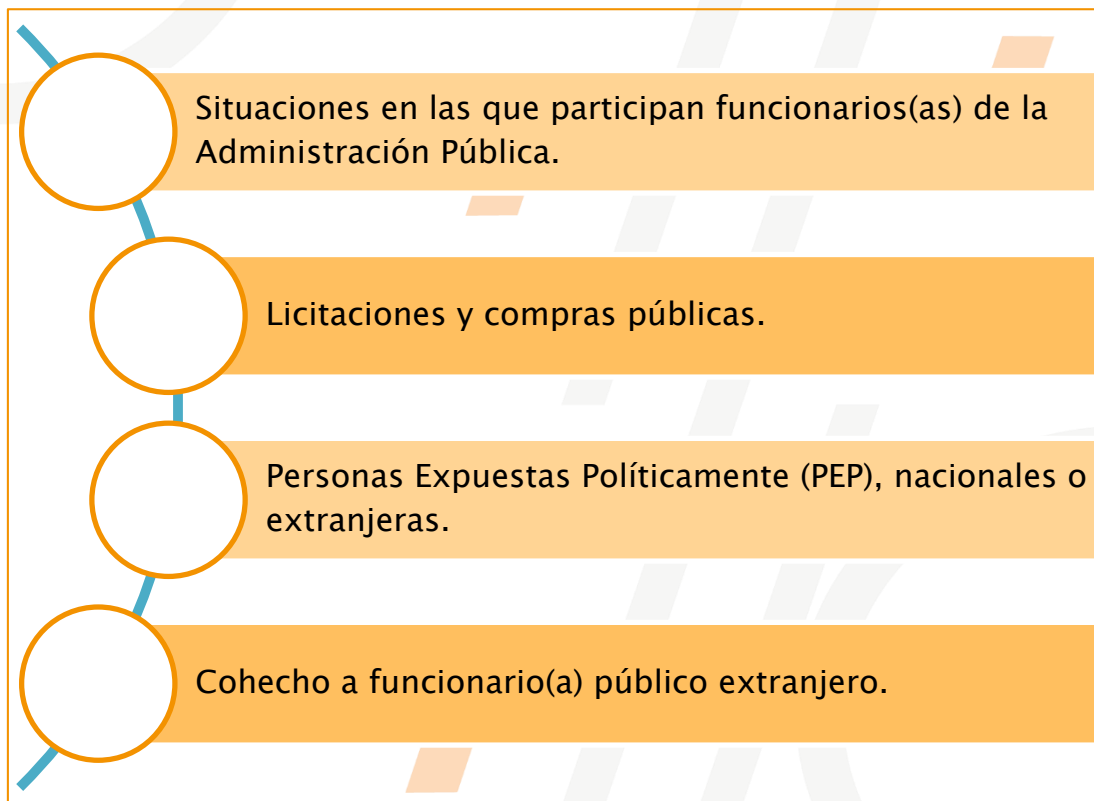 Situaciones en las que participan funcionarios(as) de la
Administración Pública.
Licitaciones y compras públicas.
Personas Expuestas Políticamente (PEP), nacionales o
extranjeras.
Cohecho a funcionario(a) público extranjero.